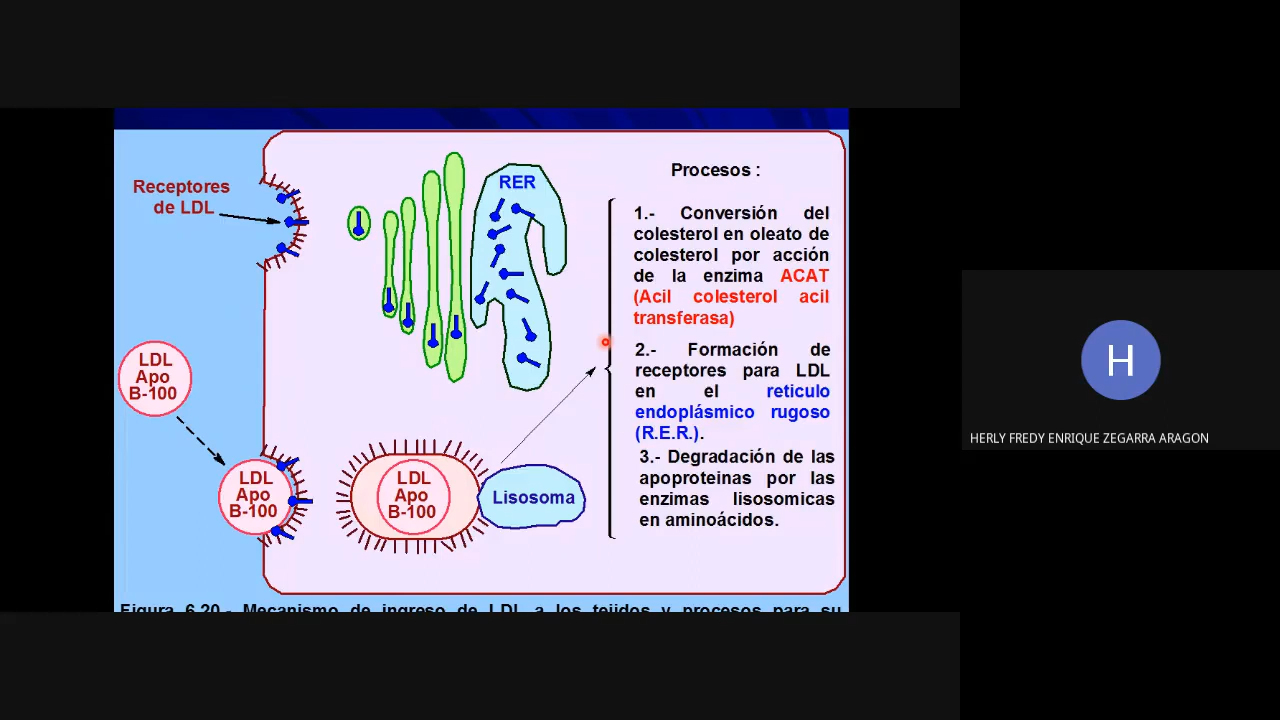 Receptores
de LDL
LDL
Apo
B-100
LDL
Apo
B-100
LDL
Apo
B-100
Lisosoma
RER
Procesos :
1.- Conversión del
colesterol en oleato de
colesterol por acción
de la enzima ACAT
(Acil colesterol acil
transferasa)
2.- Formación de
receptores para LDL
en el reticulo
endoplásmico rugoso
(R.E.R.).
3.- Degradación de las
apoproteinas por las
enzimas lisosomicas
en aminoácidos.
Figura 6.20.- Mecanismo de ingreso de LDL a los tejidos y procesos para su
H
HERLY FREDY ENRIQUE ZEGARRA ARAGON